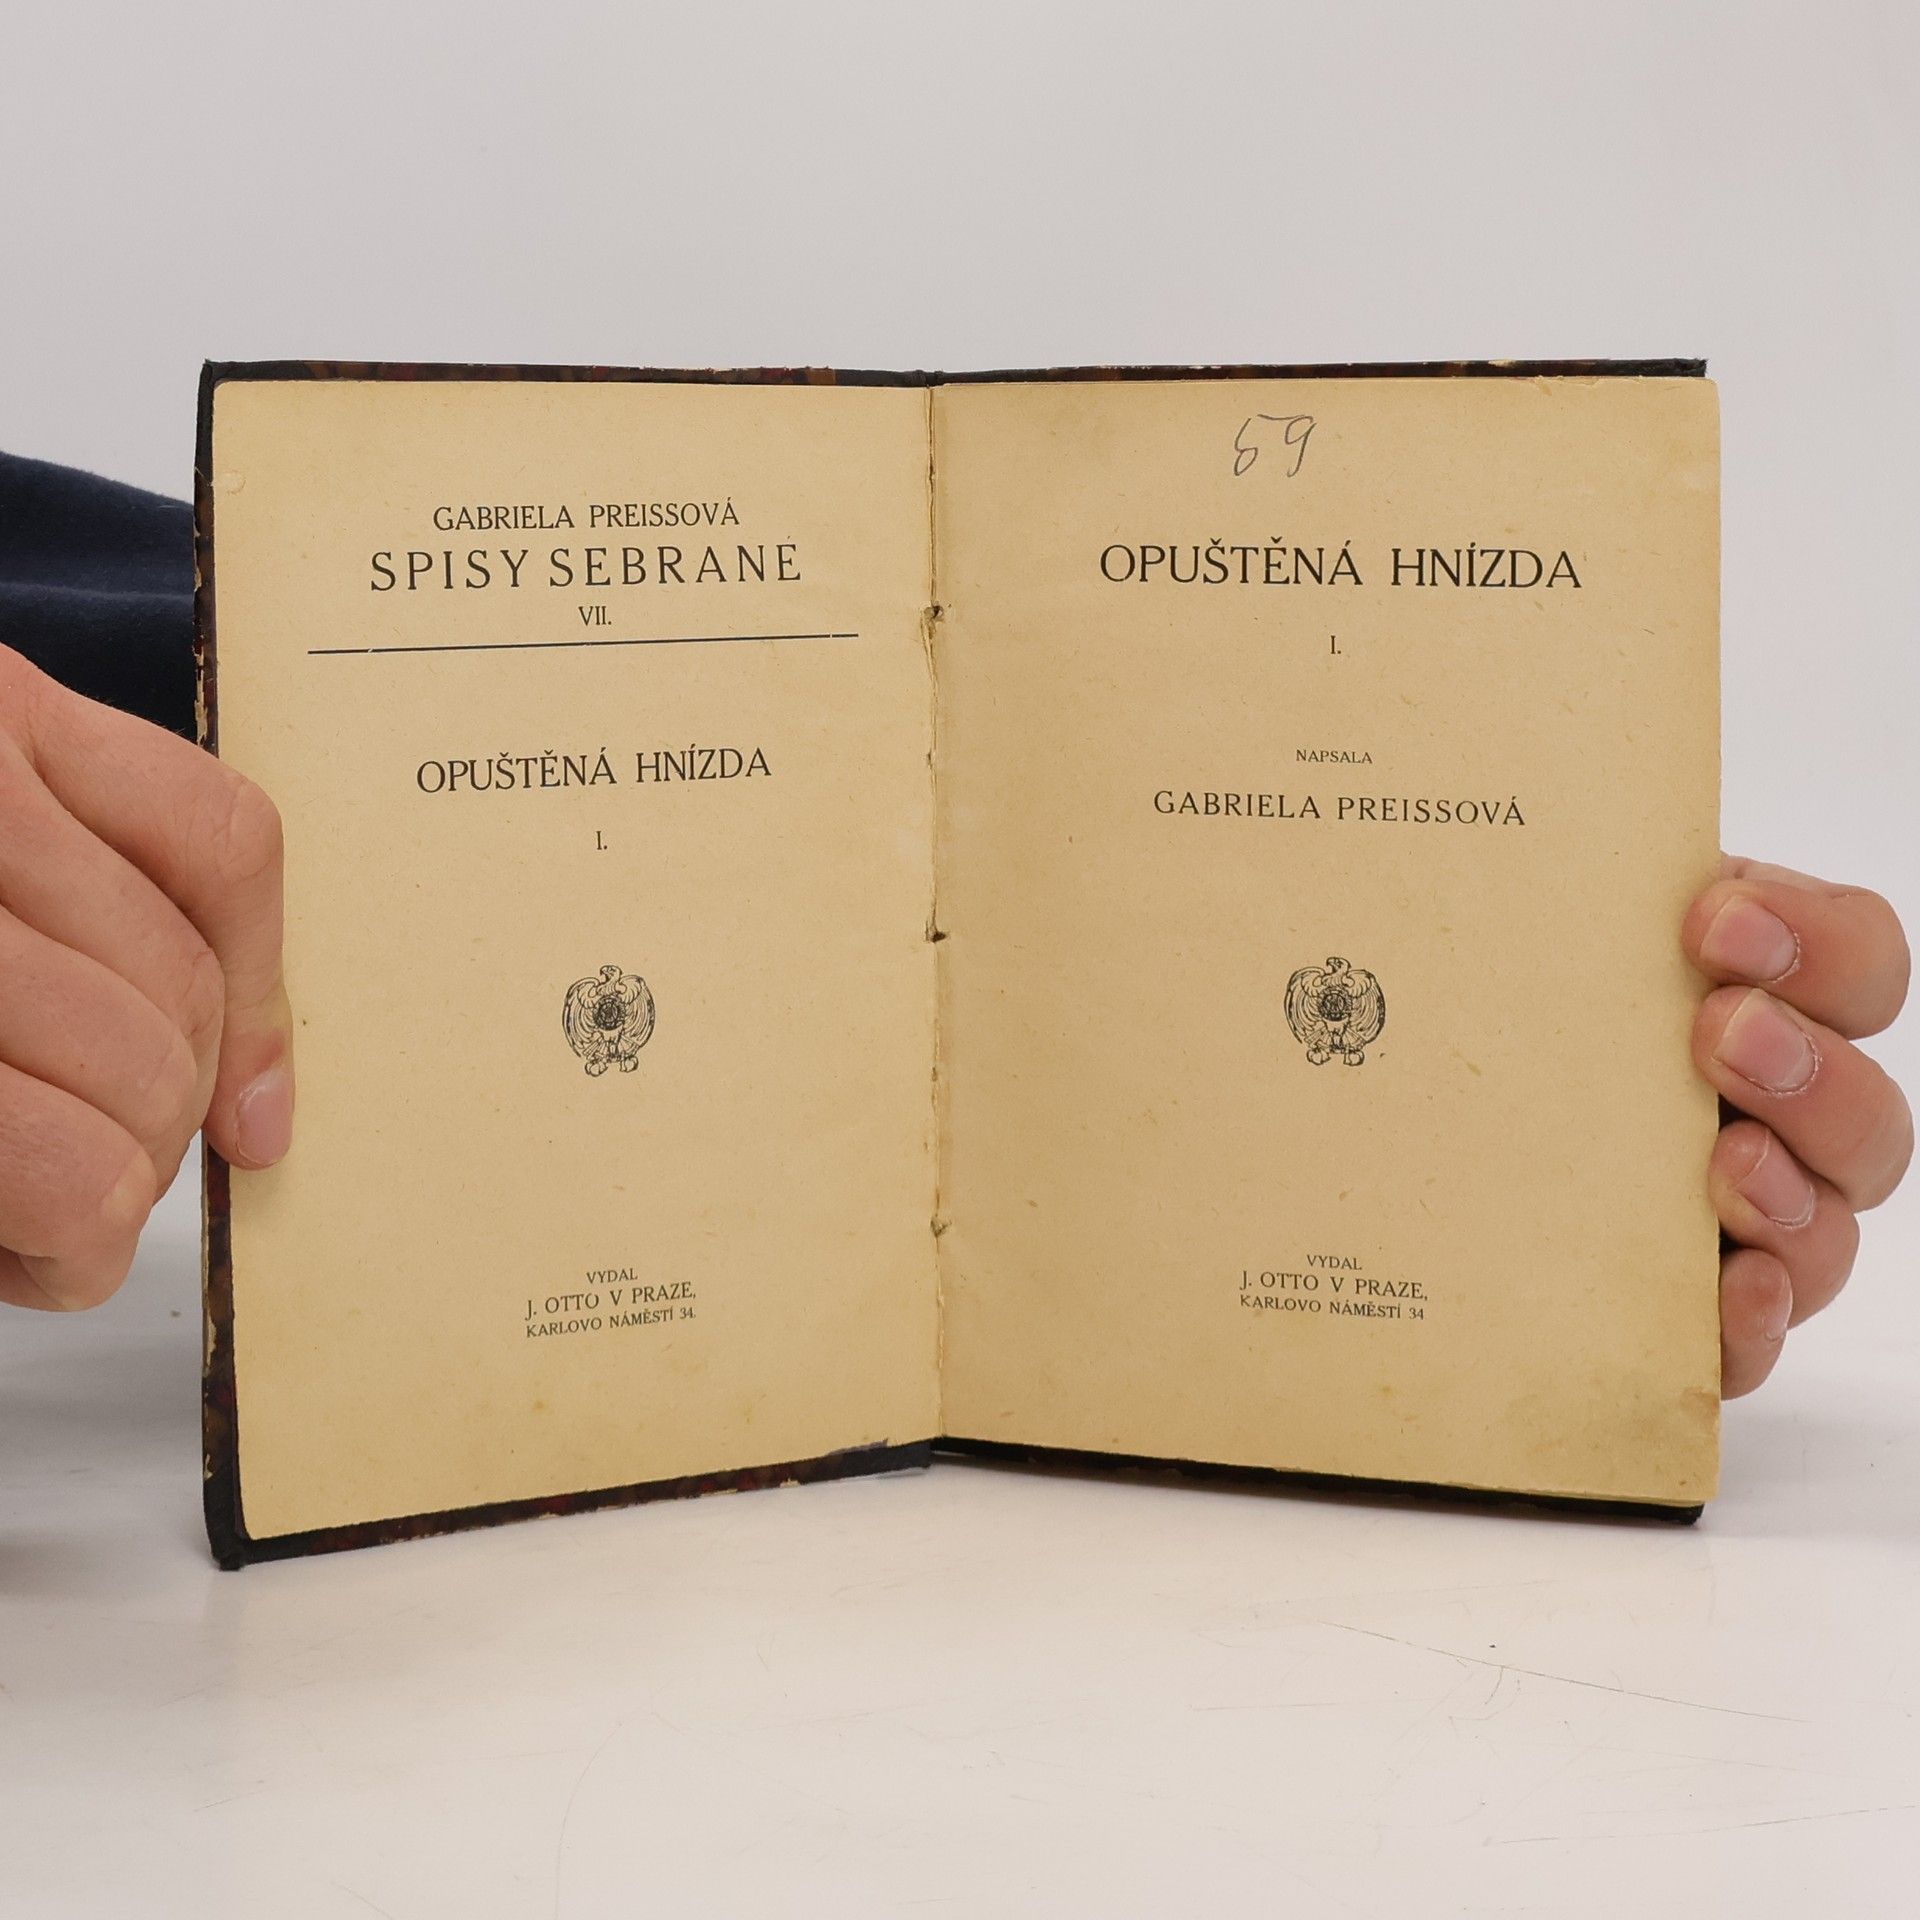 GABRIELA PREISSOVÁ
SPISY SEBRANÉ
VII.
OPUŠTĚNÁ HNÍZDA
I.
VYDAL
J. OTTO V PRAZE,
KARLOVO NÁMĚSTÍ 34.
59
OPUŠTĚNÁ HNÍZDA
I.
NAPSALA
GABRIELA PREISSOVÁ
VYDAL
J. OTTO V PRAZE,
KARLOVO NÁMĚSTÍ 34